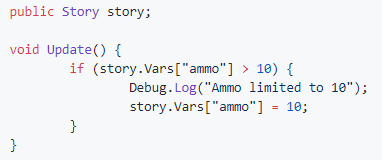 public Story story;
void Update() {
if (story.Vars["ammo"] > 10) {
Debug.Log("Ammo limited to 10");
story.Vars["ammo"] = 10;
}
}